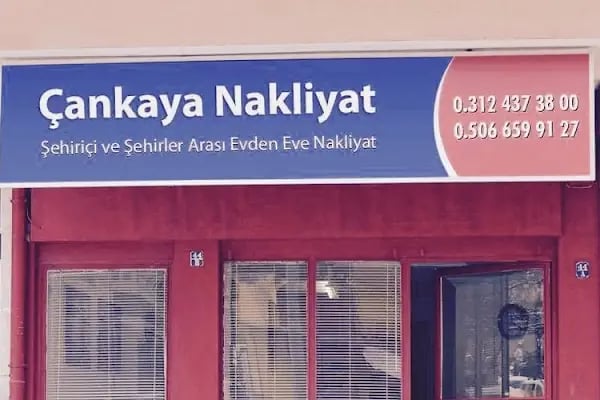 Çankaya Nakliyat
Şehiriçi ve Şehirler Arası Evden Eve Nakliyat
0.312 437 38 00
0.506 659 91 27